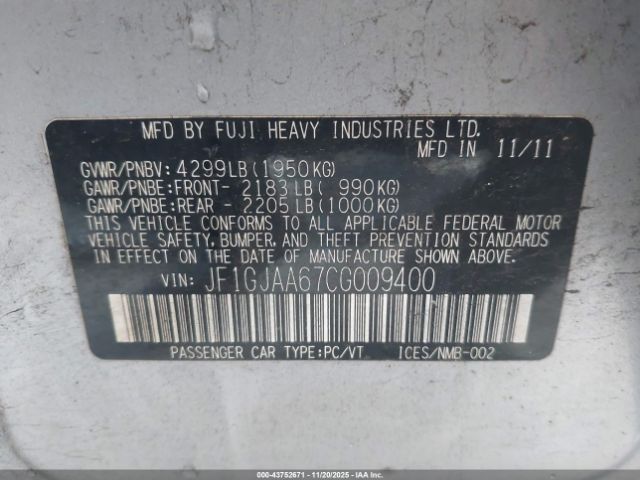 MFD BY FUJI HEAVY INDUSTRIES LTD.
MFD IN 11/11
GVWR/PNBV: 4299LB(1950KG)
GAWR/PNBE:FRONT- 2183LB( 990KG)
GAWR/PNBE:REAR - 2205LB(1000KG)
THIS VEHICLE CONFORMS TO ALL APPLICABLE FEDERAL MOTOR
VEHICLE SAFETY, BUMPER, AND THEFT PREVENTION STANDARDS
IN EFFECT ON THE DATE OF MANUFACTURE SHOWN ABOVE.
VIN: JF1GJAA67CG009400
PASSENGER CAR TYPE:PC/VT ICES/NMB-002
000-43752671 - 11/20/2025 - IAAI.COM